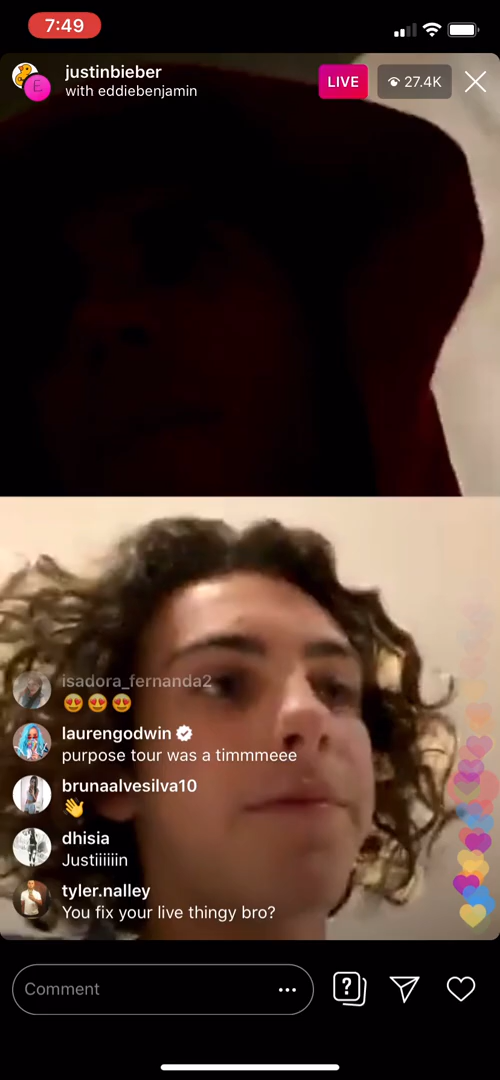 7:49
justinbieber
with eddiebenjamin
E
LIVE
27.4K
isadora_fernanda2
😍😍😍
laurengodwin
purpose tour was a timmmeee
brunaalvesilva10
👋
dhisia
Justiiiiiin
tyler.nalley
You fix your live thingy bro?
Comment
?